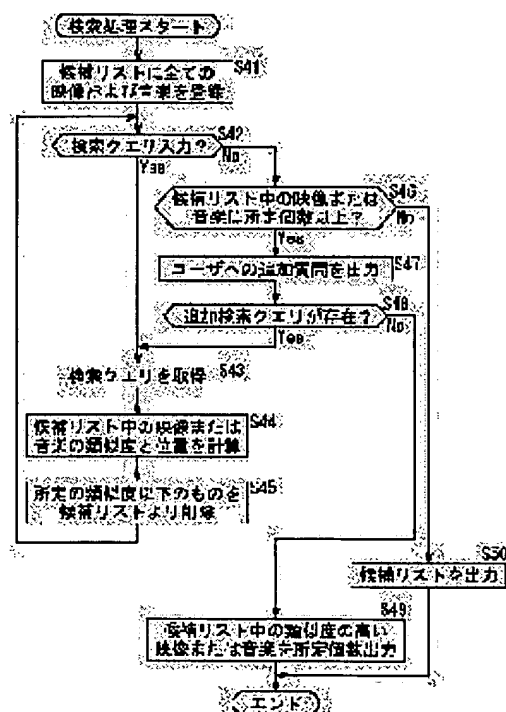 検索処理スタート
S41
候補リストに全ての
映像および音楽を登録
S42
検索クエリ入力?
No
Yes
S46
候補リスト中の映像または
音楽は所定個数以上?
No
Yes
S47
ユーザへの追加質問を出力
S48
追加検索クエリが存在?
No
Yes
検索クエリを取得
S43
S44
候補リスト中の映像または
音楽の類似度と位置を計算
S45
所定の類似度以下のものを
候補リストより削除
S50
候補リストを出力
S49
候補リスト中の類似度の高い
映像または音楽を所定個数出力
エンド